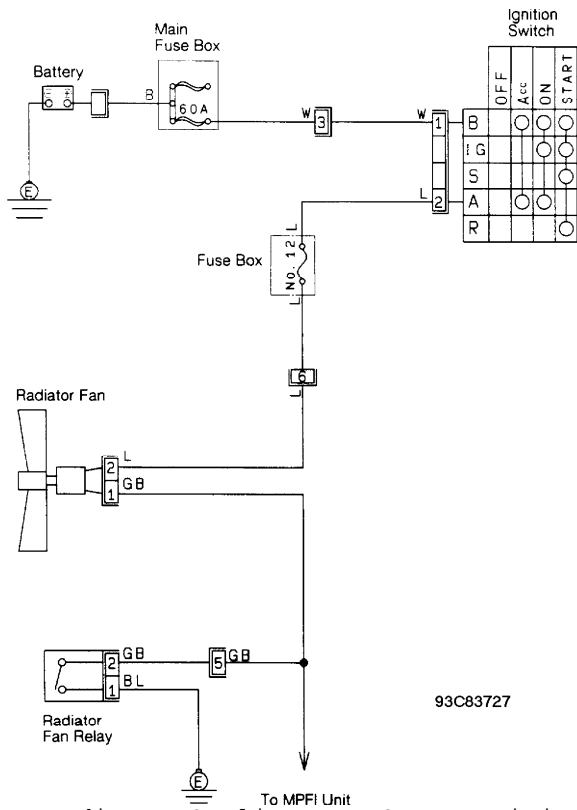 Ignition
Switch
Main
Fuse Box
Battery
B
60A
W
3
W
1
OFF
Acc
ON
START
B
IG
S
A
R
E
L
2
L
Fuse Box
No. 12
L
6
L
Radiator Fan
2
L
1
GB
2
GB
5
GB
1
BL
Radiator
Fan Relay
93C83727
E
To MPFI Unit